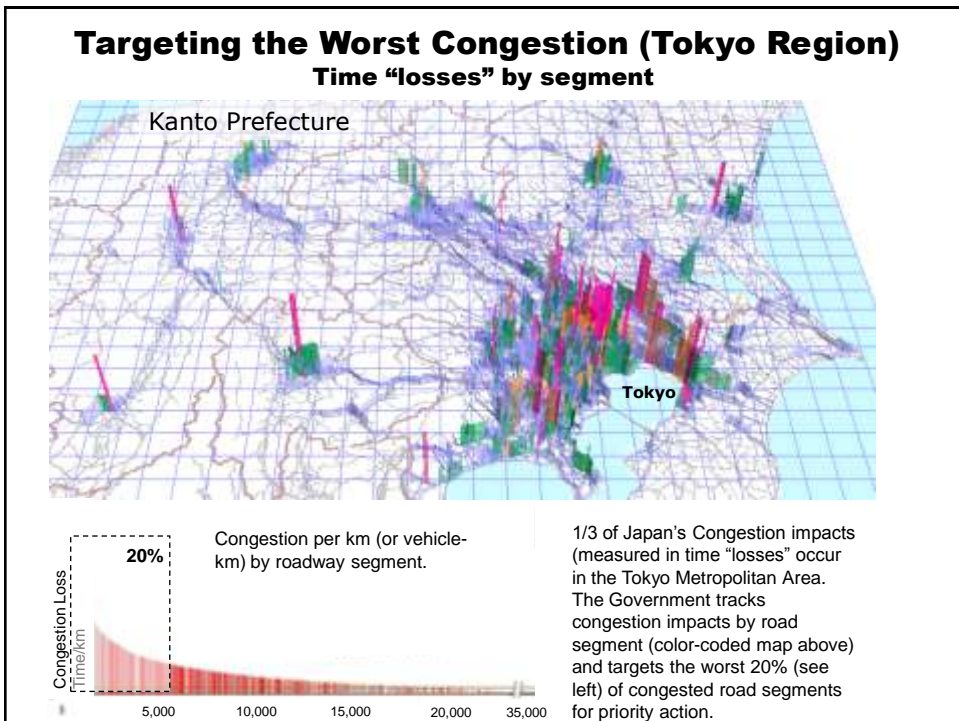 Targeting the Worst Congestion (Tokyo Region)
Time “losses” by segment
Kanto Prefecture
Tokyo
20%
Congestion Loss
Time/km
Congestion per km (or vehicle-
km) by roadway segment.
5,000
10,000
15,000
20,000
35,000
1/3 of Japan’s Congestion impacts
(measured in time “losses” occur
in the Tokyo Metropolitan Area.
The Government tracks
congestion impacts by road
segment (color-coded map above)
and targets the worst 20% (see
left) of congested road segments
for priority action.